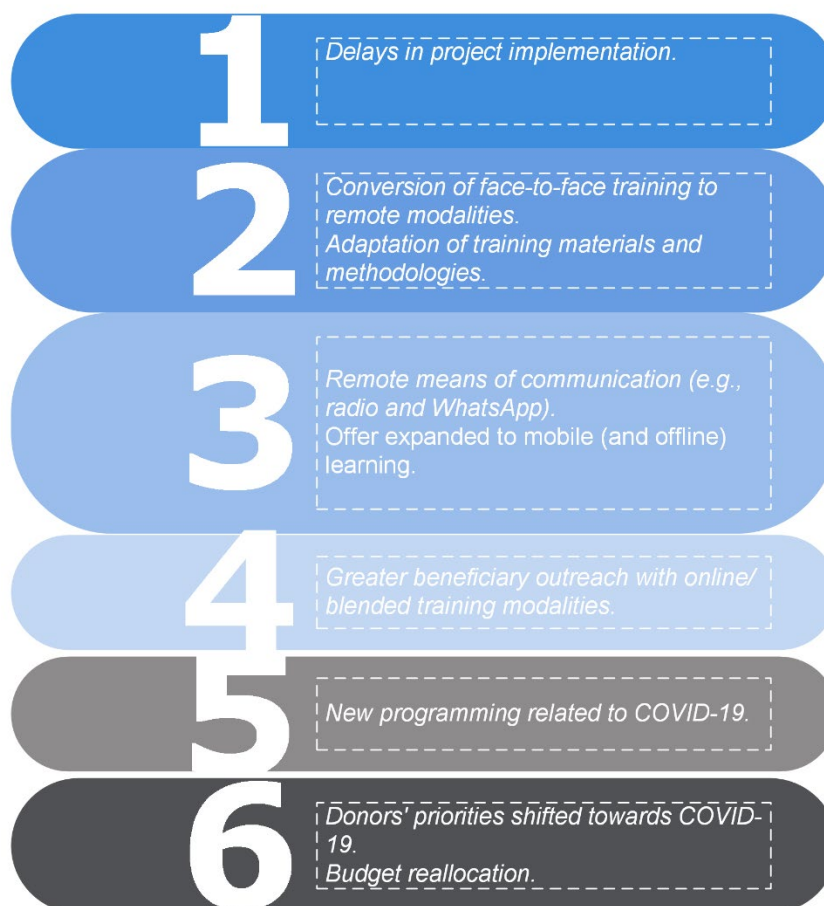 1
Delays in project implementation.
2
Conversion of face-to-face training to
remote modalities.
Adaptation of training materials and
methodologies.
3
Remote means of communication (e.g.,
radio and WhatsApp).
Offer expanded to mobile (and offline)
learning.
4
Greater beneficiary outreach with online/
blended training modalities.
5
New programming related to COVID-19.
6
Donors' priorities shifted towards COVID-
19.
Budget reallocation.